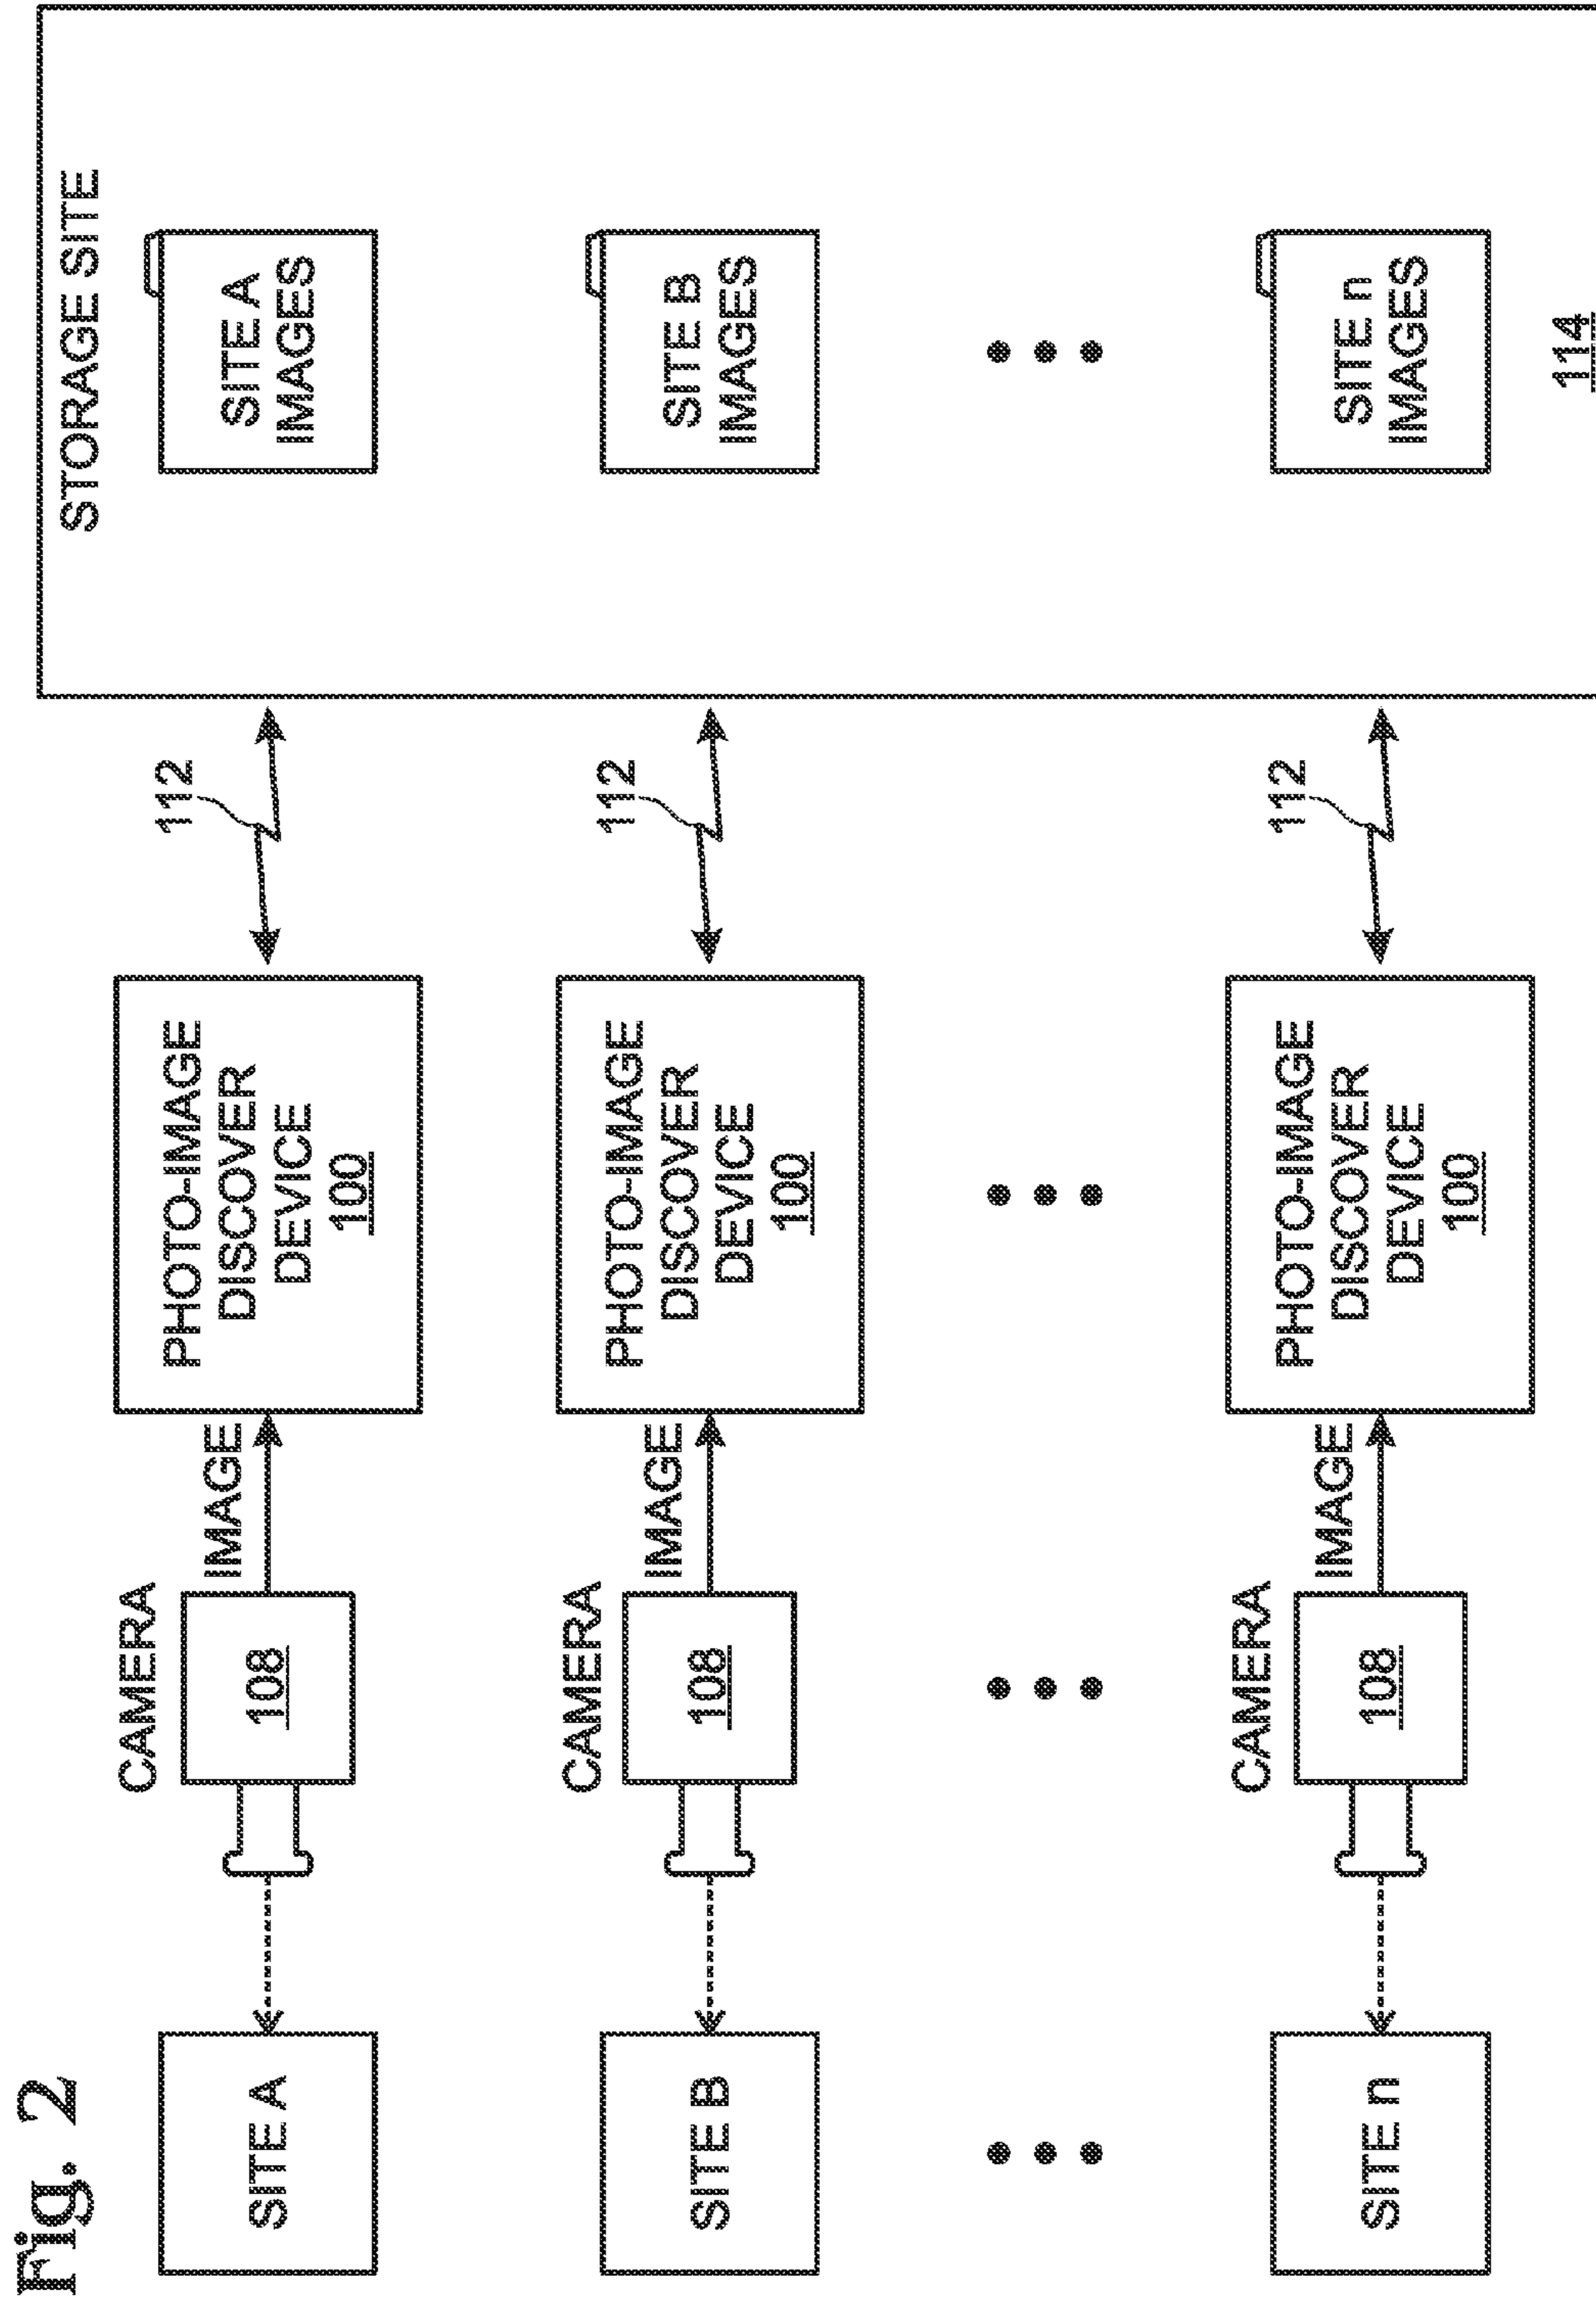 Fig. 2
SITE A
CAMERA
108
IMAGE
PHOTO-IMAGE
DISCOVER
DEVICE
100
112
STORAGE SITE
SITE A
IMAGES
SITE B
CAMERA
108
IMAGE
PHOTO-IMAGE
DISCOVER
DEVICE
100
112
SITE B
IMAGES
SITE n
CAMERA
108
IMAGE
PHOTO-IMAGE
DISCOVER
DEVICE
100
112
SITE n
IMAGES
114